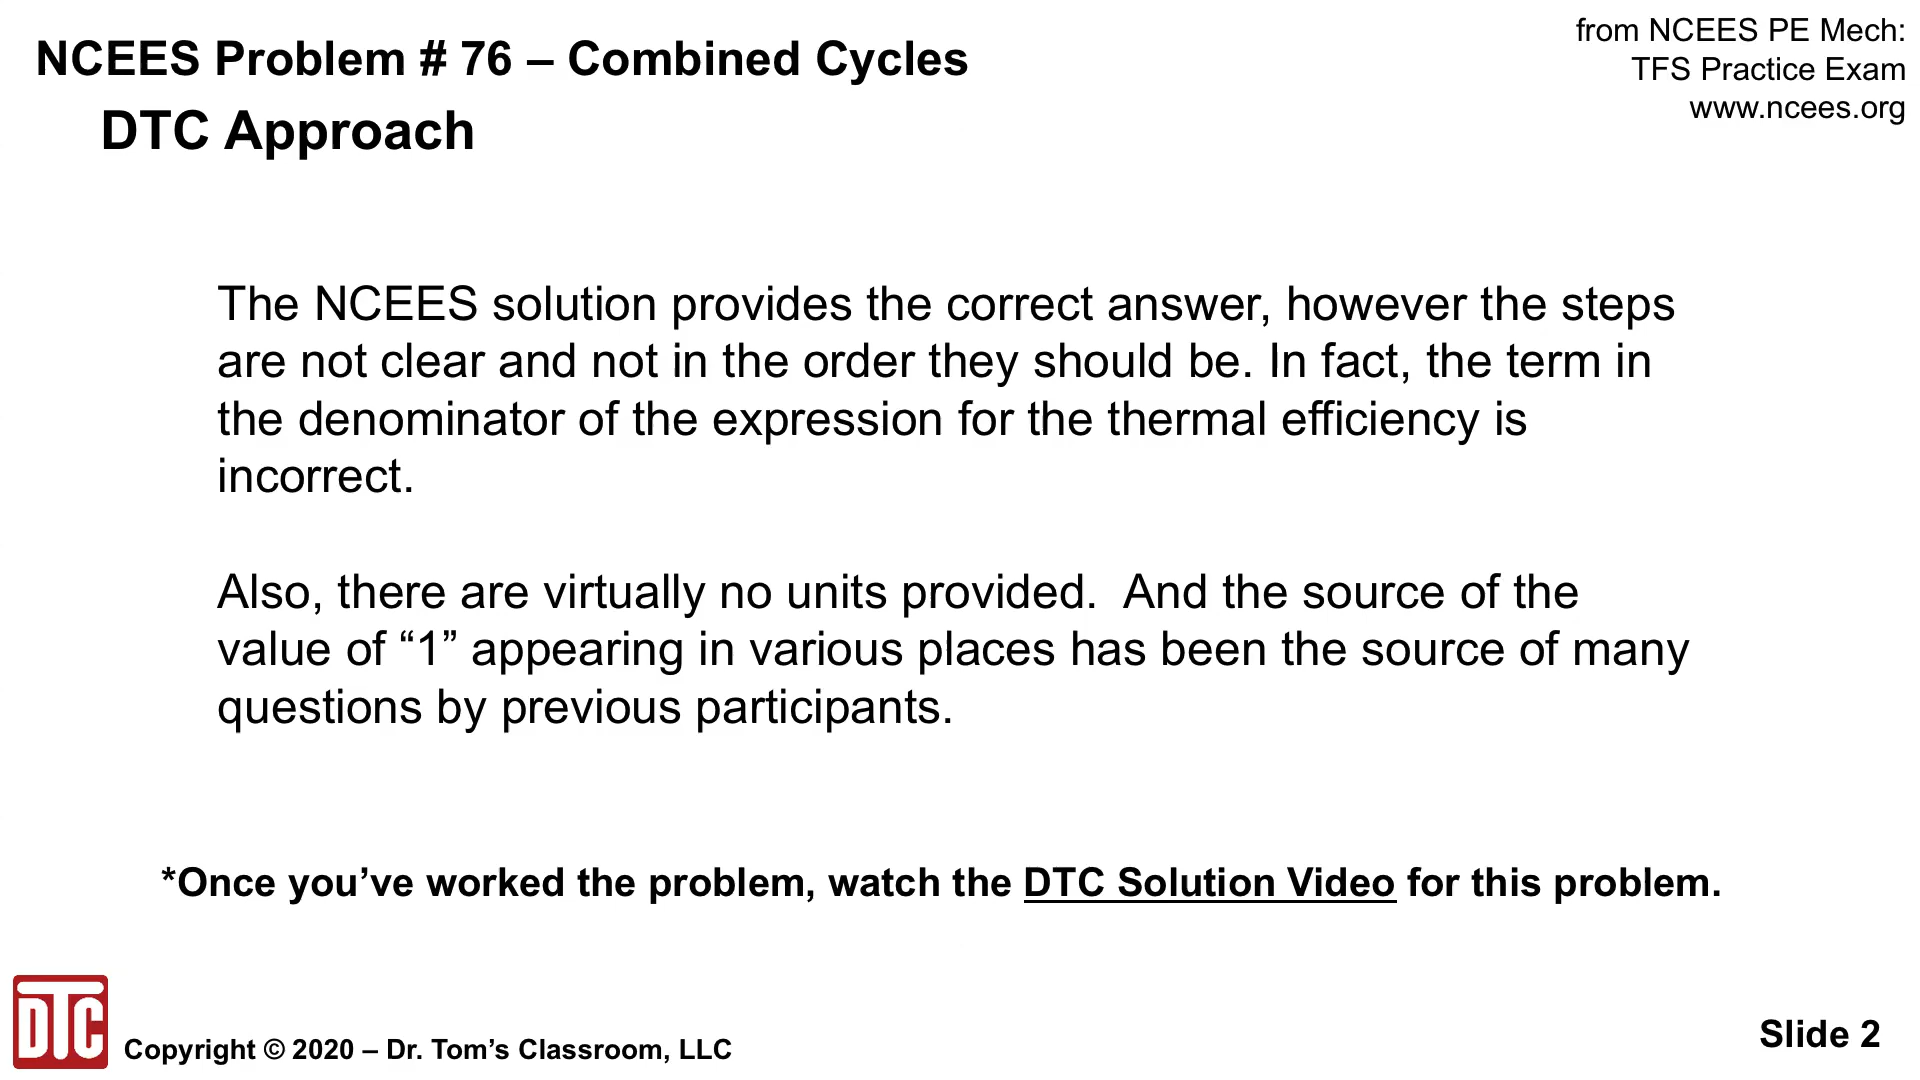 NCEES Problem # 76 – Combined Cycles
DTC Approach
from NCEES PE Mech:
TFS Practice Exam
www.ncees.org
The NCEES solution provides the correct answer, however the steps
are not clear and not in the order they should be. In fact, the term in
the denominator of the expression for the thermal efficiency is
incorrect.
Also, there are virtually no units provided.  And the source of the
value of “1” appearing in various places has been the source of many
questions by previous participants.
*Once you’ve worked the problem, watch the DTC Solution Video for this problem.
DTC
Copyright © 2020 – Dr. Tom’s Classroom, LLC
Slide 2